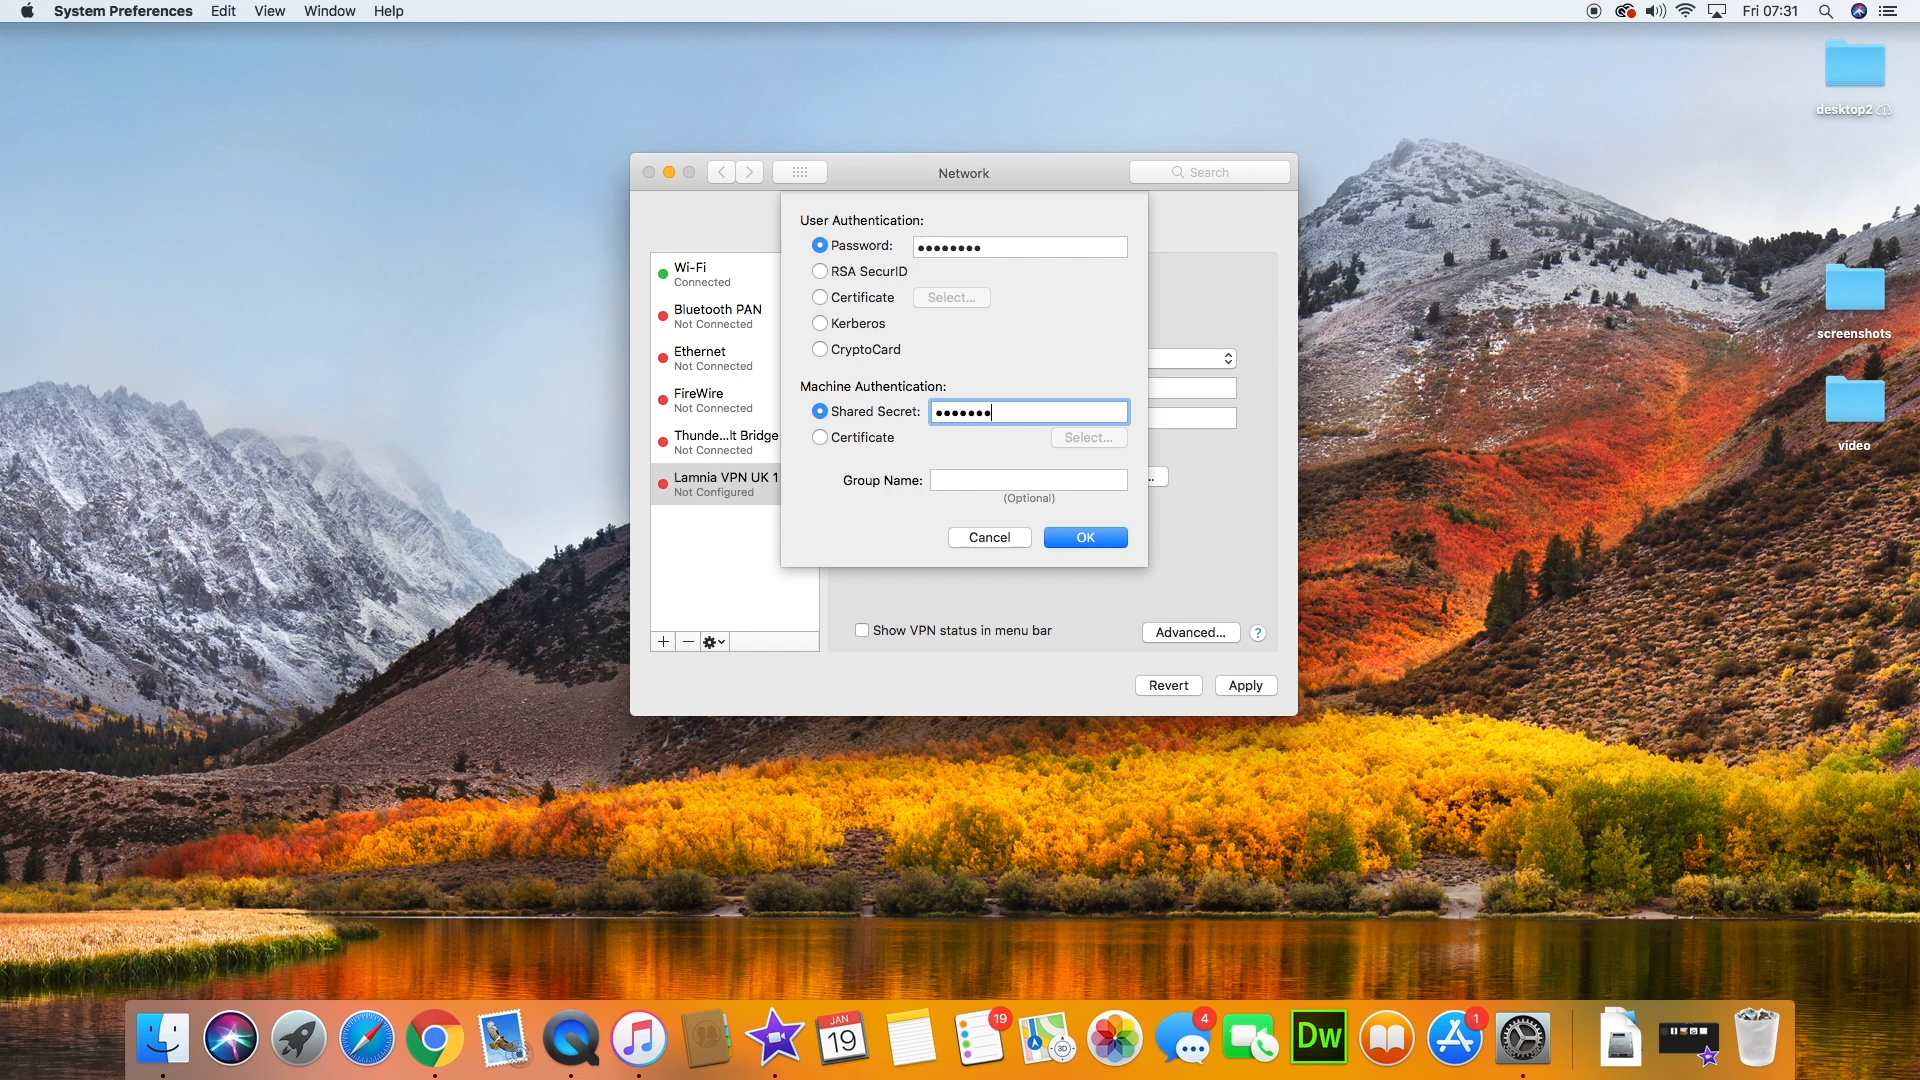 System Preferences Edit View Window Help
Fri 07:31
desktop2
screenshots
video
Network
Search
Wi-Fi
Connected
Bluetooth PAN
Not Connected
Ethernet
Not Connected
FireWire
Not Connected
Thunde...lt Bridge
Not Connected
Lamnia VPN UK 1
Not Configured
User Authentication:
Password: ••••••••
RSA SecurID
Certificate Select...
Kerberos
CryptoCard
Machine Authentication:
Shared Secret: •••••••
Certificate Select...
Group Name:
(Optional)
Cancel OK
..
Show VPN status in menu bar
Advanced... ?
+ −
Revert Apply
JAN
19
19
3D
4
Dw
1